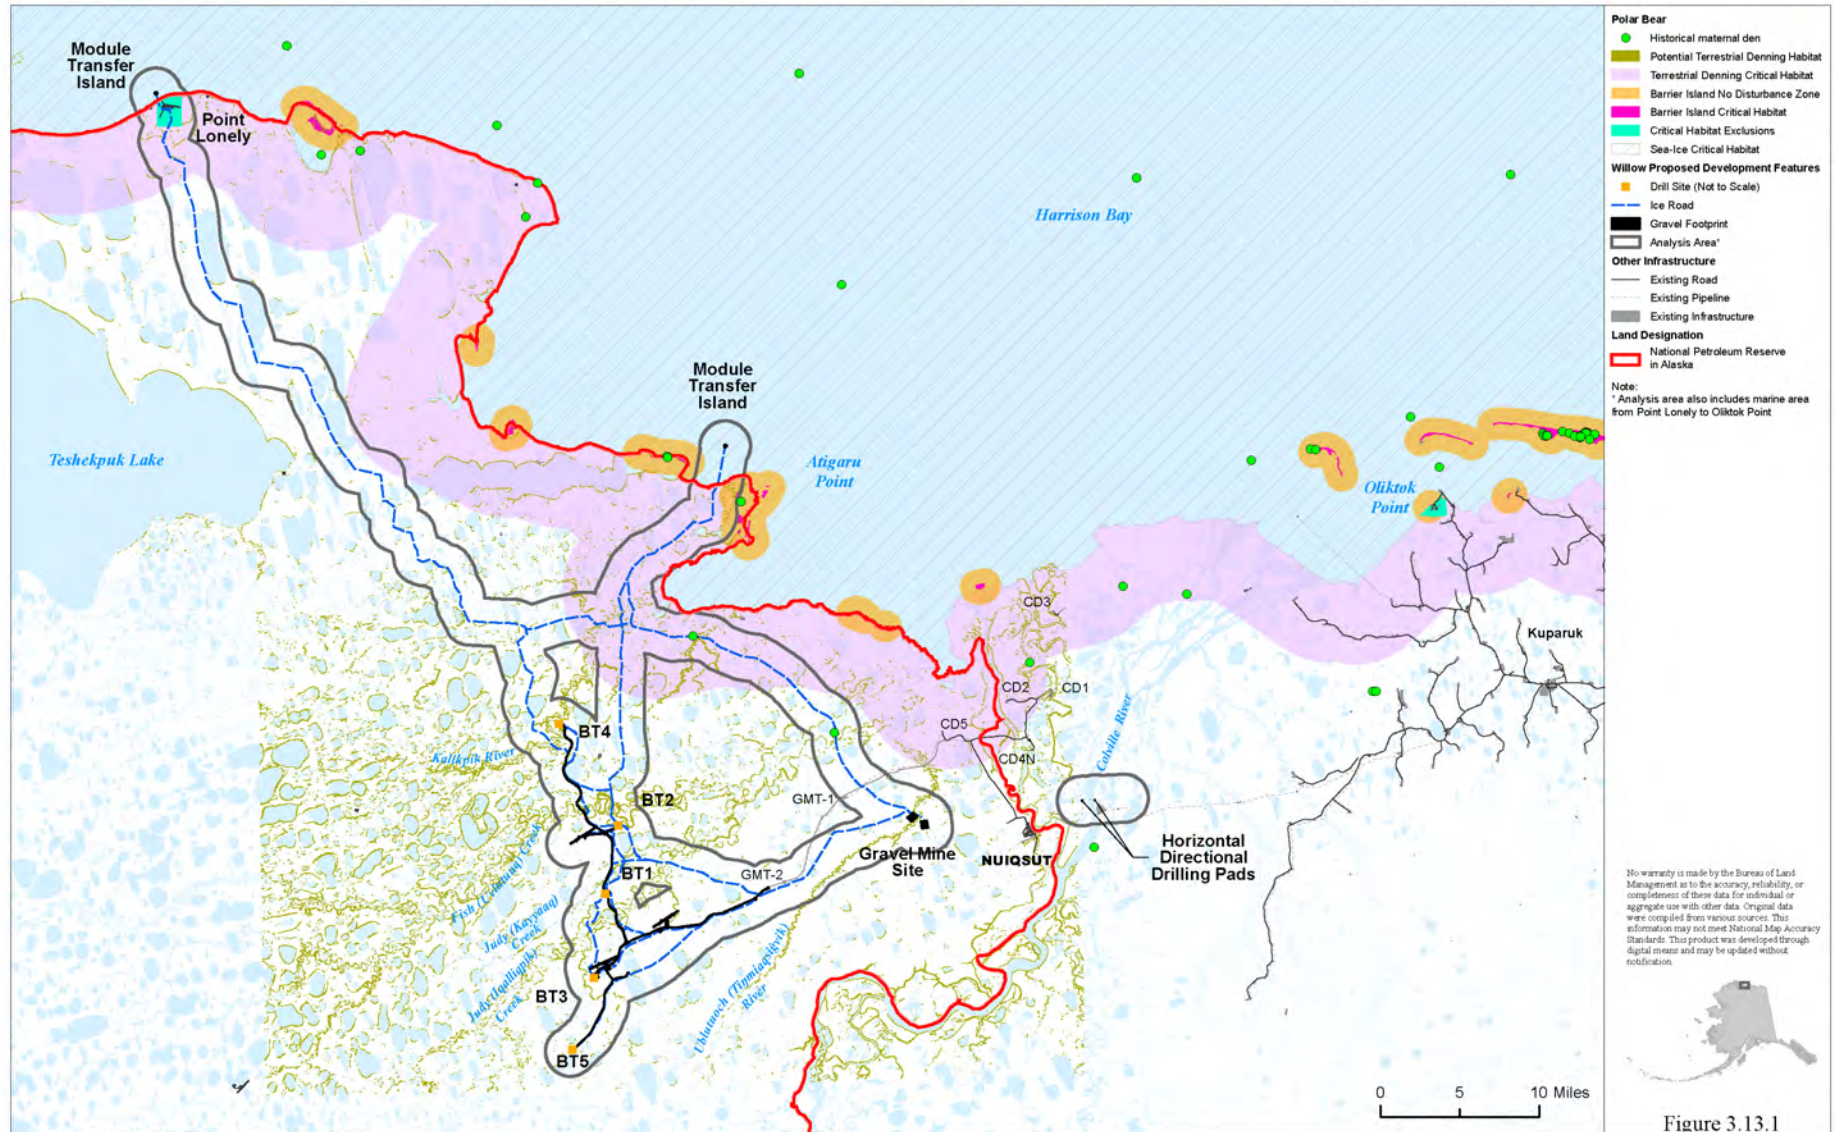 Module
Transfer
Island
Point
Lonely
Harrison Bay
Module
Transfer
Island
Teshekpuk Lake
Atigaru
Point
Oliktok
Point
CD3
Kuparuk
CD2
CD1
CD5
Colville River
CD4N
BT4
Kalikpik River
BT2
GMT-1
Horizontal
Directional
Drilling Pads
Gravel Mine
Site
NUIQSUT
BT1
GMT-2
Fish (Uvlutuuq) Creek
Judy (Kayyaaq)
Creek
Judy (Iqalliqpik)
Creek
BT3
Ublutuoch (Tiŋmiaqsiġvik)
River
BT5
0 5 10 Miles
Polar Bear
Historical maternal den
Potential Terrestrial Denning Habitat
Terrestrial Denning Critical Habitat
Barrier Island No Disturbance Zone
Barrier Island Critical Habitat
Critical Habitat Exclusions
Sea-Ice Critical Habitat
Willow Proposed Development Features
Drill Site (Not to Scale)
Ice Road
Gravel Footprint
Analysis Area*
Other Infrastructure
Existing Road
Existing Pipeline
Existing Infrastructure
Land Designation
National Petroleum Reserve
in Alaska
Note:
* Analysis area also includes marine area
from Point Lonely to Oliktok Point
No warranty is made by the Bureau of Land
Management as to the accuracy, reliability, or
completeness of these data for individual or
aggregate use with other data. Original data
were compiled from various sources. This
information may not meet National Map Accuracy
Standards. This product was developed through
digital means and may be updated without
notification.
Figure 3.13.1